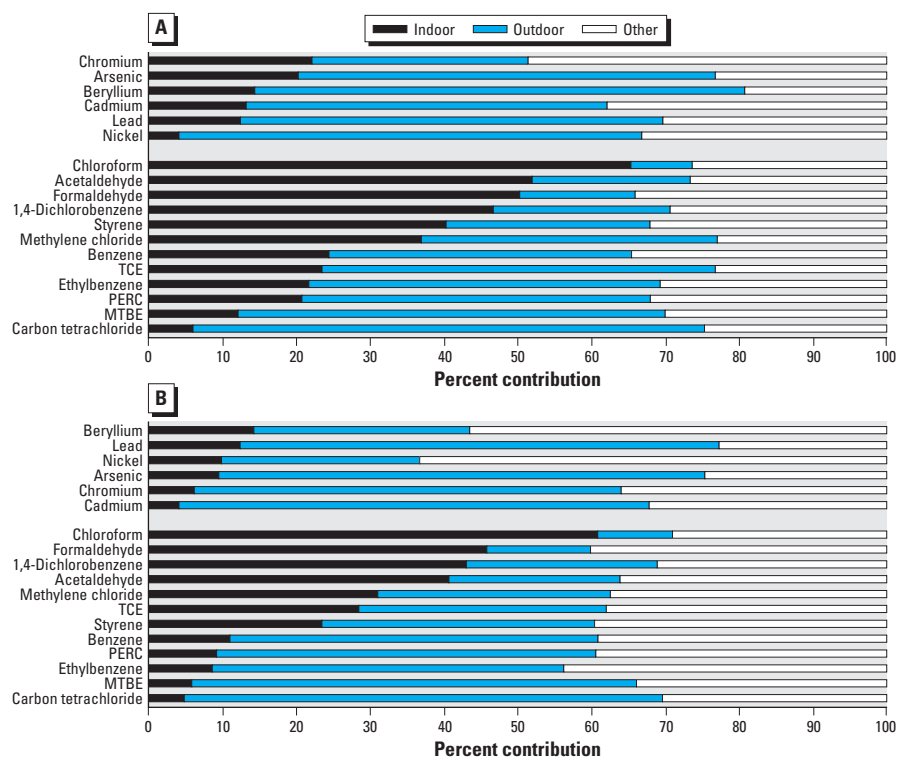 A
Indoor Outdoor Other
Chromium
Arsenic
Beryllium
Cadmium
Lead
Nickel
Chloroform
Acetaldehyde
Formaldehyde
1,4-Dichlorobenzene
Styrene
Methylene chloride
Benzene
TCE
Ethylbenzene
PERC
MTBE
Carbon tetrachloride
0 10 20 30 40 50 60 70 80 90 100
Percent contribution
B
Beryllium
Lead
Nickel
Arsenic
Chromium
Cadmium
Chloroform
Formaldehyde
1,4-Dichlorobenzene
Acetaldehyde
Methylene chloride
TCE
Styrene
Benzene
PERC
Ethylbenzene
MTBE
Carbon tetrachloride
0 10 20 30 40 50 60 70 80 90 100
Percent contribution